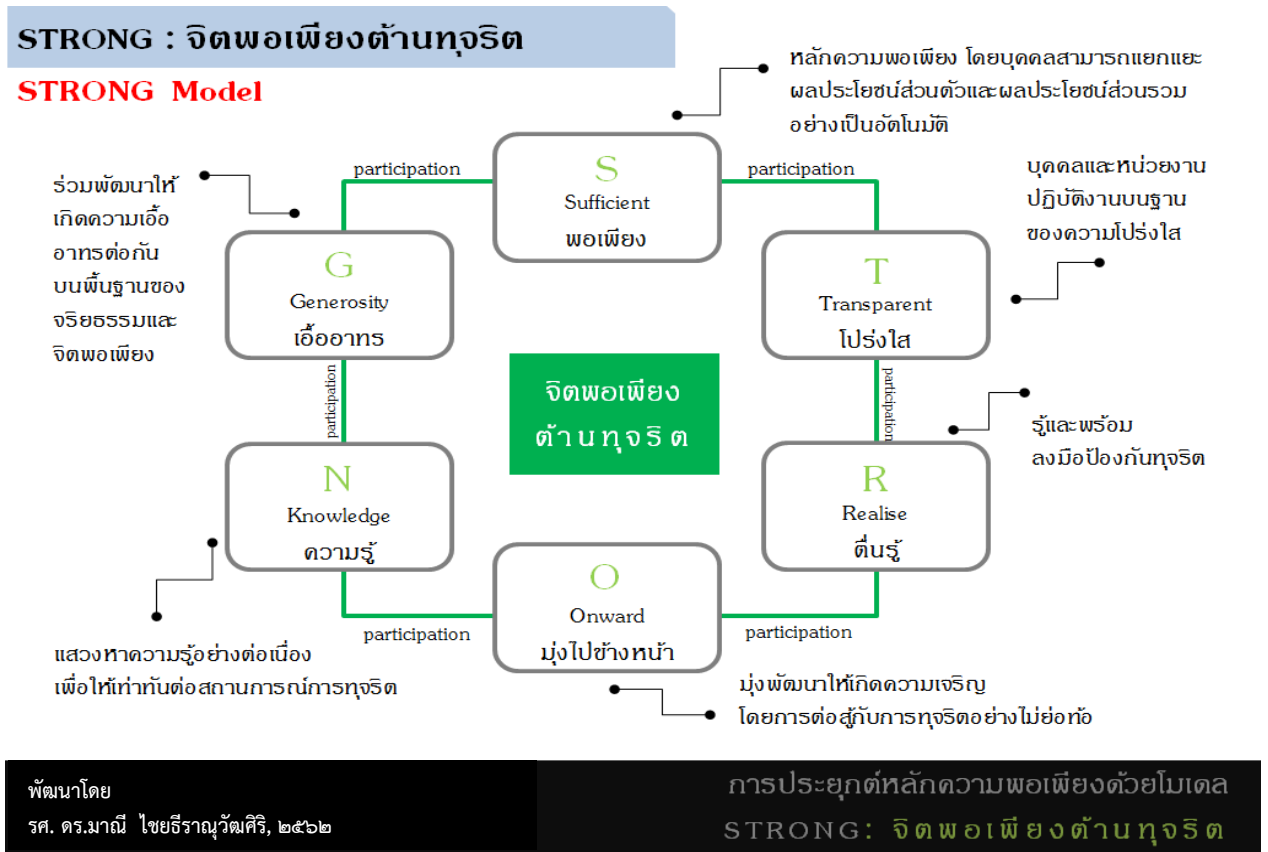 STRONG : จิตพอเพียงต้านทุจริต
STRONG Model
หลักความพอเพียง โดยบุคคลสามารถแยกแยะ
ผลประโยชน์ส่วนตัวและผลประโยชน์ส่วนรวม
อย่างเป็นอัตโนมัติ
participation
S
Sufficient
พอเพียง
participation
บุคคลและหน่วยงาน
ปฏิบัติงานบนฐาน
ของความโปร่งใส
ร่วมพัฒนาให้
เกิดความเอื้อ
อาทรต่อกัน
บนพื้นฐานของ
จริยธรรมและ
จิตพอเพียง
G
Generosity
เอื้ออาทร
T
Transparent
โปร่งใส
จิตพอเพียง
ต้านทุจริต
participation
participation
รู้และพร้อม
ลงมือป้องกันทุจริต
N
Knowledge
ความรู้
R
Realise
ตื่นรู้
O
Onward
มุ่งไปข้างหน้า
participation
participation
แสวงหาความรู้อย่างต่อเนื่อง
เพื่อให้เท่าทันต่อสถานการณ์การทุจริต
มุ่งพัฒนาให้เกิดความเจริญ
โดยการต่อสู้กับการทุจริตอย่างไม่ย่อท้อ
พัฒนาโดย
รศ. ดร.มาณี ไชยธีรานุวัฒศิริ, ๒๕๖๒
การประยุกต์หลักความพอเพียงด้วยโมเดล
STRONG: จิตพอเพียงต้านทุจริต